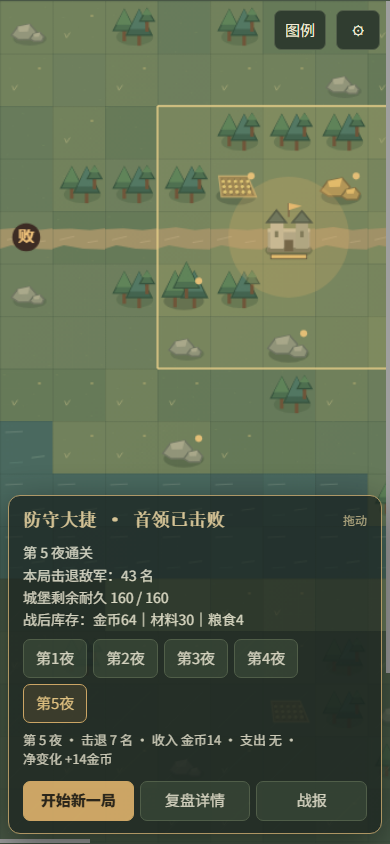 图例
败
防守大捷 • 首领已击败
拖动
第 5 夜通关
本局击退敌军：43 名
城堡剩余耐久 160 / 160
战后库存：金币64｜材料30｜粮食4
第1夜
第2夜
第3夜
第4夜
第5夜
第 5 夜 • 击退 7 名 • 收入 金币14 • 支出 无 •
净变化 +14金币
开始新一局
复盘详情
战报